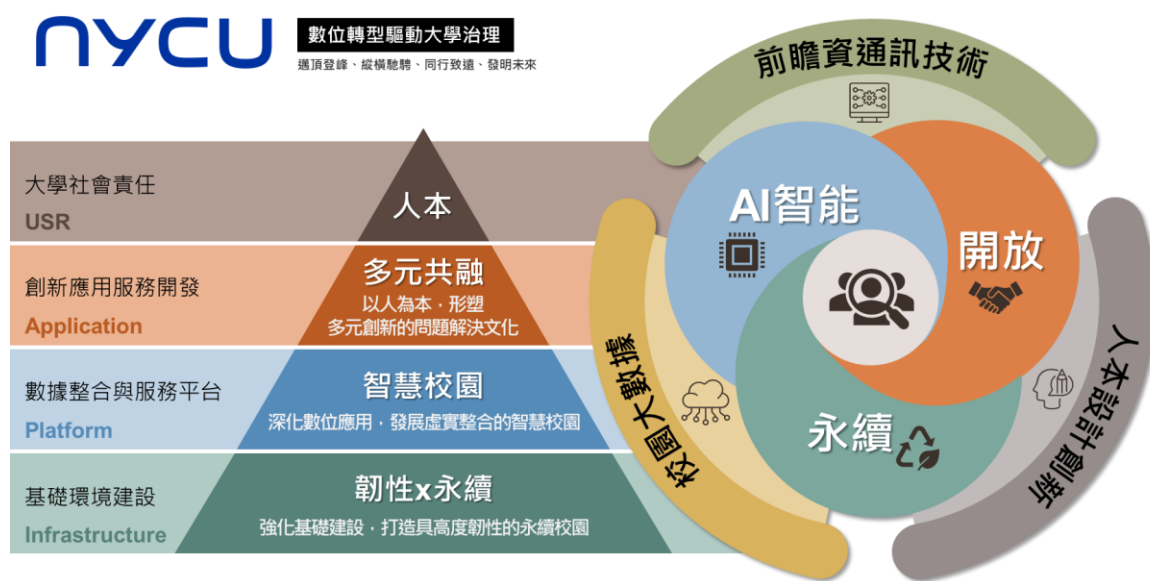 NYCU
數位轉型驅動大學治理
邁頂登峰、縱橫馳騁、同行致遠、發明未來
大學社會責任
USR
人本
創新應用服務開發
Application
多元共融
以人為本，形塑
多元創新的問題解決文化
數據整合與服務平台
Platform
智慧校園
深化數位應用，發展虛實整合的智慧校園
基礎環境建設
Infrastructure
韌性x永續
強化基礎建設，打造具高度韌性的永續校園
前瞻資通訊技術
AI智能
開放
永續
校園大數據
人本設計創新